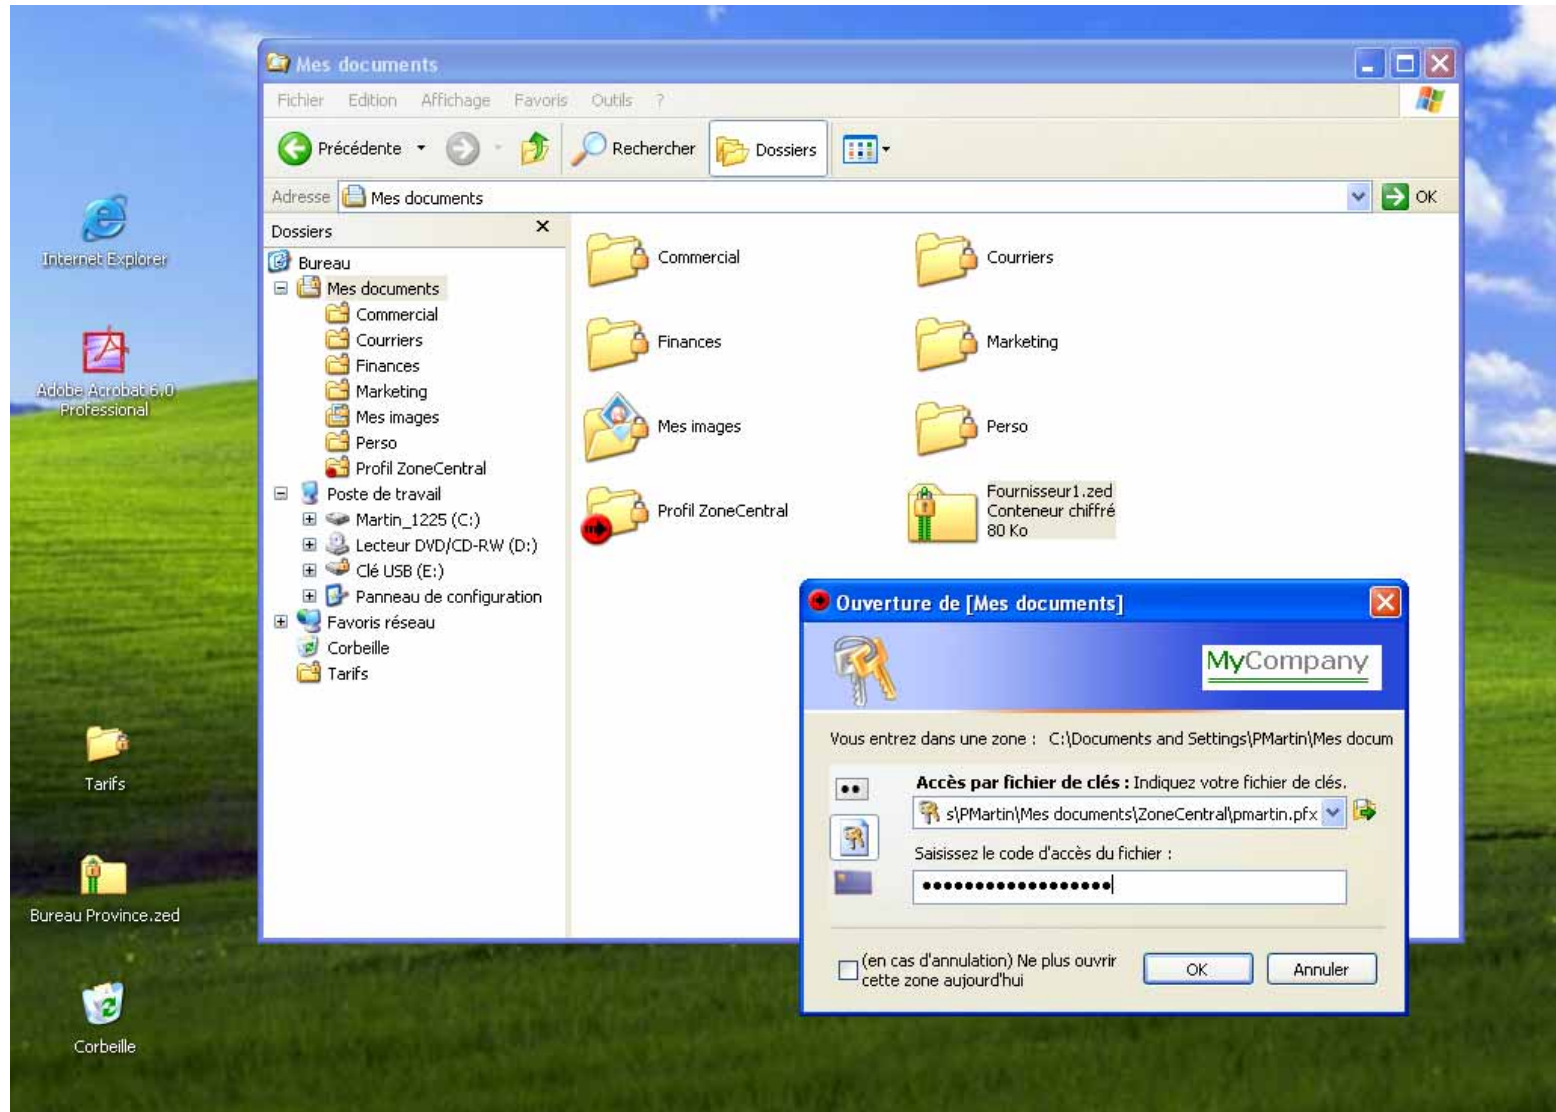 Mes documents
Fichier Edition Affichage Favoris Outils ?
Précédente Rechercher Dossiers
Adresse Mes documents OK
Dossiers
Bureau
Mes documents
Commercial
Courriers
Finances
Marketing
Mes images
Perso
Profil ZoneCentral
Poste de travail
Martin_1225 (C:)
Lecteur DVD/CD-RW (D:)
Clé USB (E:)
Panneau de configuration
Favoris réseau
Corbeille
Tarifs
Commercial
Courriers
Finances
Marketing
Mes images
Perso
Profil ZoneCentral
Fournisseur1.zed
Conteneur chiffré
80 Ko
Internet Explorer
Adobe Acrobat 6.0
Professional
Tarifs
Bureau Province.zed
Corbeille
Ouverture de [Mes documents]
MyCompany
Vous entrez dans une zone : C:\Documents and Settings\PMartin\Mes docum
Accès par fichier de clés : Indiquez votre fichier de clés.
s\PMartin\Mes documents\ZoneCentral\pmartin.pfx
Saisissez le code d'accès du fichier :
••••••••••••••••••
(en cas d'annulation) Ne plus ouvrir
cette zone aujourd'hui
OK Annuler